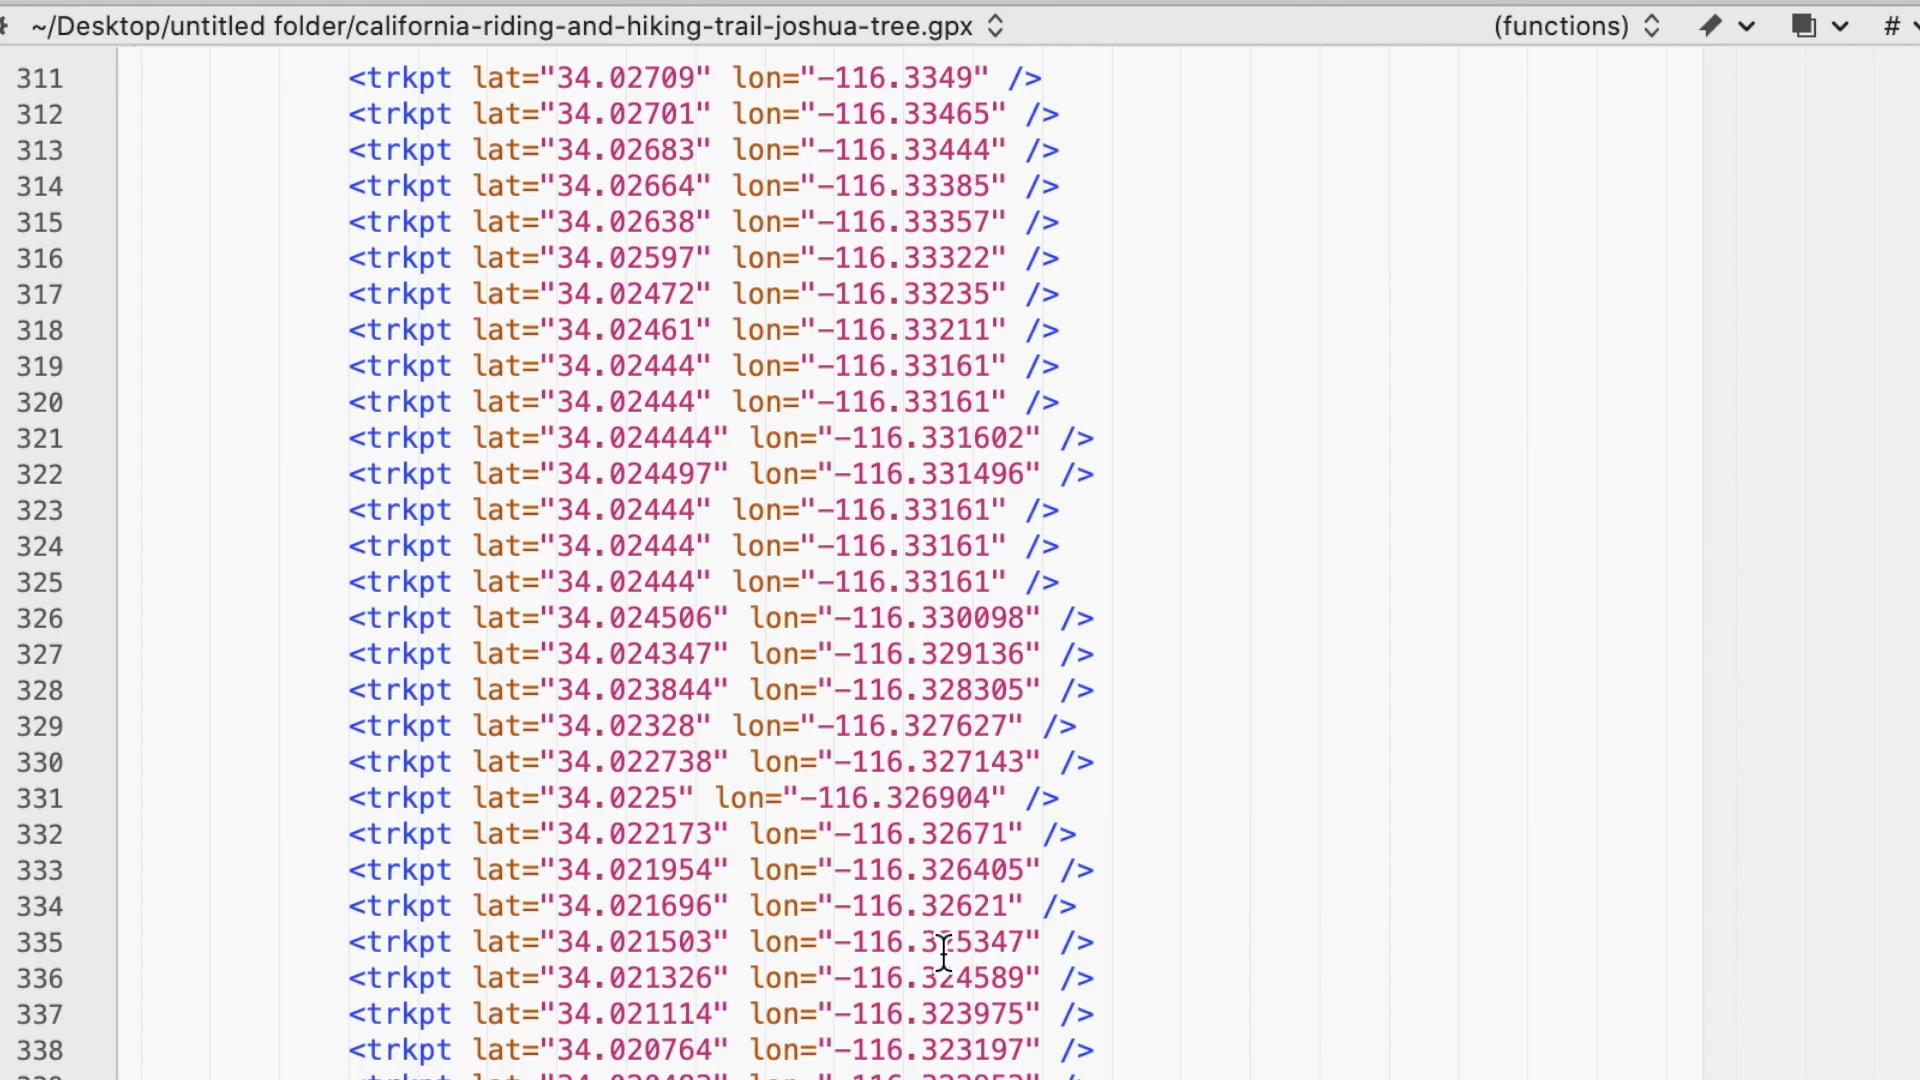 ~/Desktop/untitled folder/california-riding-and-hiking-trail-joshua-tree.gpx (functions) #
311 <trkpt lat="34.02709" lon="-116.3349" />
312 <trkpt lat="34.02701" lon="-116.33465" />
313 <trkpt lat="34.02683" lon="-116.33444" />
314 <trkpt lat="34.02664" lon="-116.33385" />
315 <trkpt lat="34.02638" lon="-116.33357" />
316 <trkpt lat="34.02597" lon="-116.33322" />
317 <trkpt lat="34.02472" lon="-116.33235" />
318 <trkpt lat="34.02461" lon="-116.33211" />
319 <trkpt lat="34.02444" lon="-116.33161" />
320 <trkpt lat="34.02444" lon="-116.33161" />
321 <trkpt lat="34.024444" lon="-116.331602" />
322 <trkpt lat="34.024497" lon="-116.331496" />
323 <trkpt lat="34.02444" lon="-116.33161" />
324 <trkpt lat="34.02444" lon="-116.33161" />
325 <trkpt lat="34.02444" lon="-116.33161" />
326 <trkpt lat="34.024506" lon="-116.330098" />
327 <trkpt lat="34.024347" lon="-116.329136" />
328 <trkpt lat="34.023844" lon="-116.328305" />
329 <trkpt lat="34.02328" lon="-116.327627" />
330 <trkpt lat="34.022738" lon="-116.327143" />
331 <trkpt lat="34.0225" lon="-116.326904" />
332 <trkpt lat="34.022173" lon="-116.32671" />
333 <trkpt lat="34.021954" lon="-116.326405" />
334 <trkpt lat="34.021696" lon="-116.32621" />
335 <trkpt lat="34.021503" lon="-116.325347" />
336 <trkpt lat="34.021326" lon="-116.324589" />
337 <trkpt lat="34.021114" lon="-116.323975" />
338 <trkpt lat="34.020764" lon="-116.323197" />